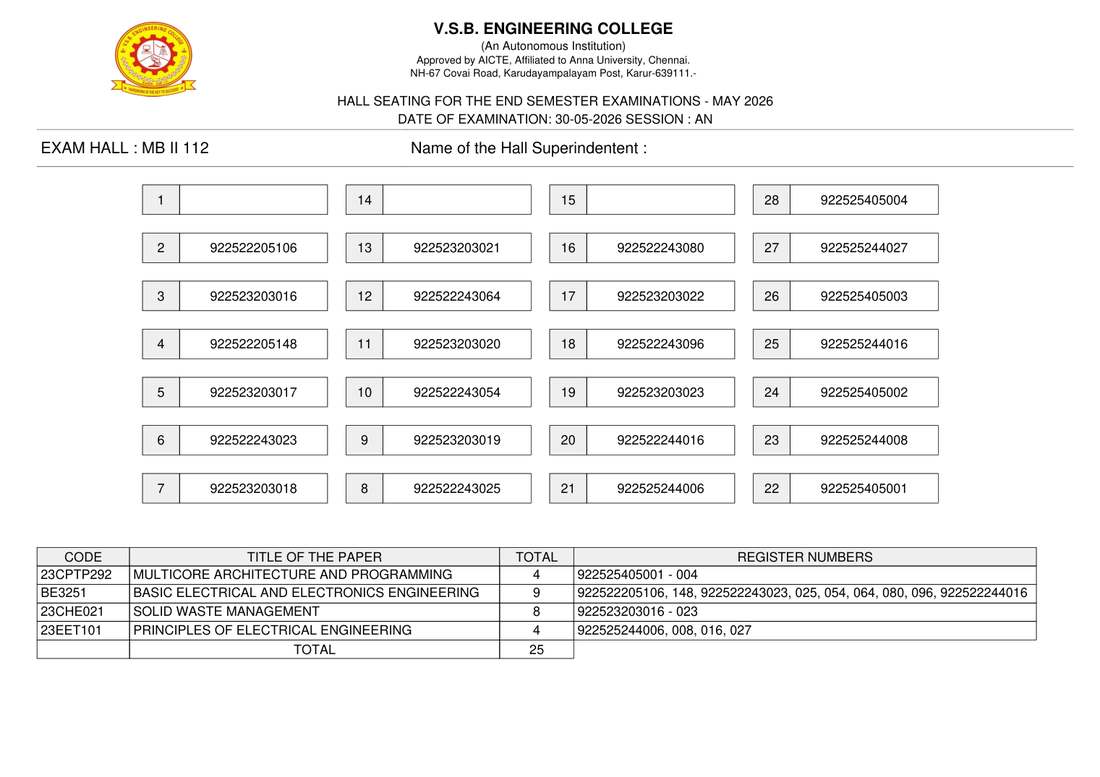 V.S.B. ENGINEERING COLLEGE
(An Autonomous Institution)
Approved by AICTE, Affiliated to Anna University, Chennai.
NH-67 Covai Road, Karudayampalayam Post, Karur-639111.-
HALL SEATING FOR THE END SEMESTER EXAMINATIONS - MAY 2026
DATE OF EXAMINATION: 30-05-2026 SESSION : AN
EXAM HALL : MB II 112 Name of the Hall Superindentent :
1 14 15 28 922525405004
2 922522205106 13 922523203021 16 922522243080 27 922525244027
3 922523203016 12 922522243064 17 922523203022 26 922525405003
4 922522205148 11 922523203020 18 922522243096 25 922525244016
5 922523203017 10 922522243054 19 922523203023 24 922525405002
6 922522243023 9 922523203019 20 922522244016 23 922525244008
7 922523203018 8 922522243025 21 922525244006 22 922525405001
CODE TITLE OF THE PAPER TOTAL REGISTER NUMBERS
23CPTP292 MULTICORE ARCHITECTURE AND PROGRAMMING 4 922525405001 - 004
BE3251 BASIC ELECTRICAL AND ELECTRONICS ENGINEERING 9 922522205106, 148, 922522243023, 025, 054, 064, 080, 096, 922522244016
23CHE021 SOLID WASTE MANAGEMENT 8 922523203016 - 023
23EET101 PRINCIPLES OF ELECTRICAL ENGINEERING 4 922525244006, 008, 016, 027
TOTAL 25